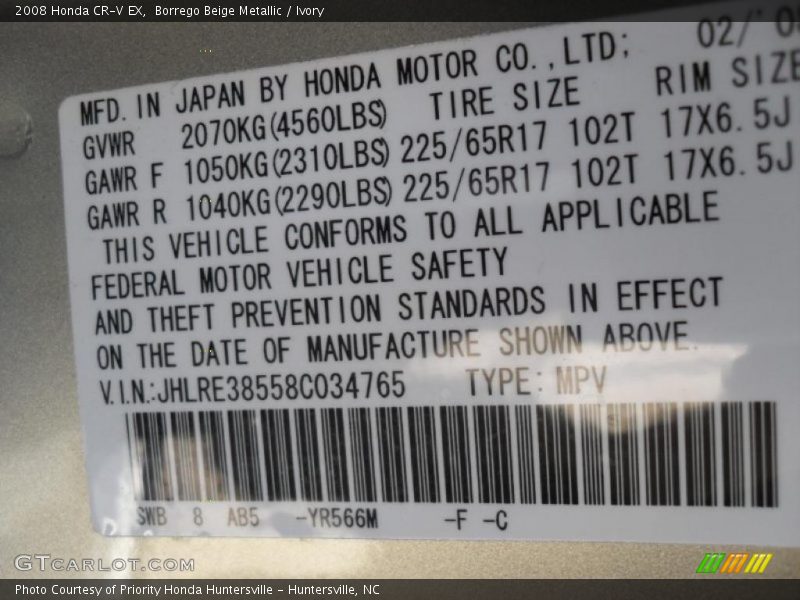 2008 Honda CR-V EX, Borrego Beige Metallic / Ivory
MFD. IN JAPAN BY HONDA MOTOR CO.,LTD; 02/
GVWR 2070KG(4560LBS) TIRE SIZE RIM SIZE
GAWR F 1050KG(2310LBS) 225/65R17 102T 17X6.5J
GAWR R 1040KG(2290LBS) 225/65R17 102T 17X6.5J
THIS VEHICLE CONFORMS TO ALL APPLICABLE
FEDERAL MOTOR VEHICLE SAFETY
AND THEFT PREVENTION STANDARDS IN EFFECT
ON THE DATE OF MANUFACTURE SHOWN ABOVE.
V.I.N.:JHLRE38558C034765 TYPE: MPV
SWB 8 AB5 -YR566M -F -C
GTCARLOT.COM
Photo Courtesy of Priority Honda Huntersville - Huntersville, NC